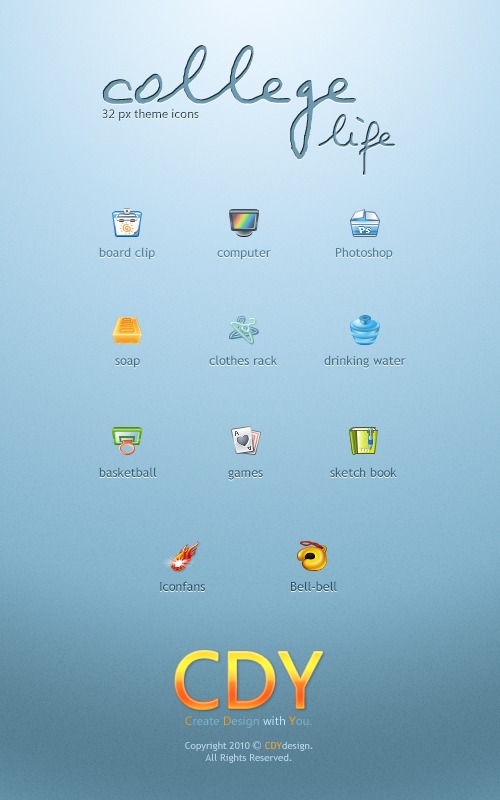 college
life
32 px theme icons
board clip
computer
Ps
Photoshop
soap
clothes rack
drinking water
basketball
A
games
sketch book
Iconfans
Bell-bell
CDY
Create Design with You.
Copyright 2010 © CDYdesign.
All Rights Reserved.